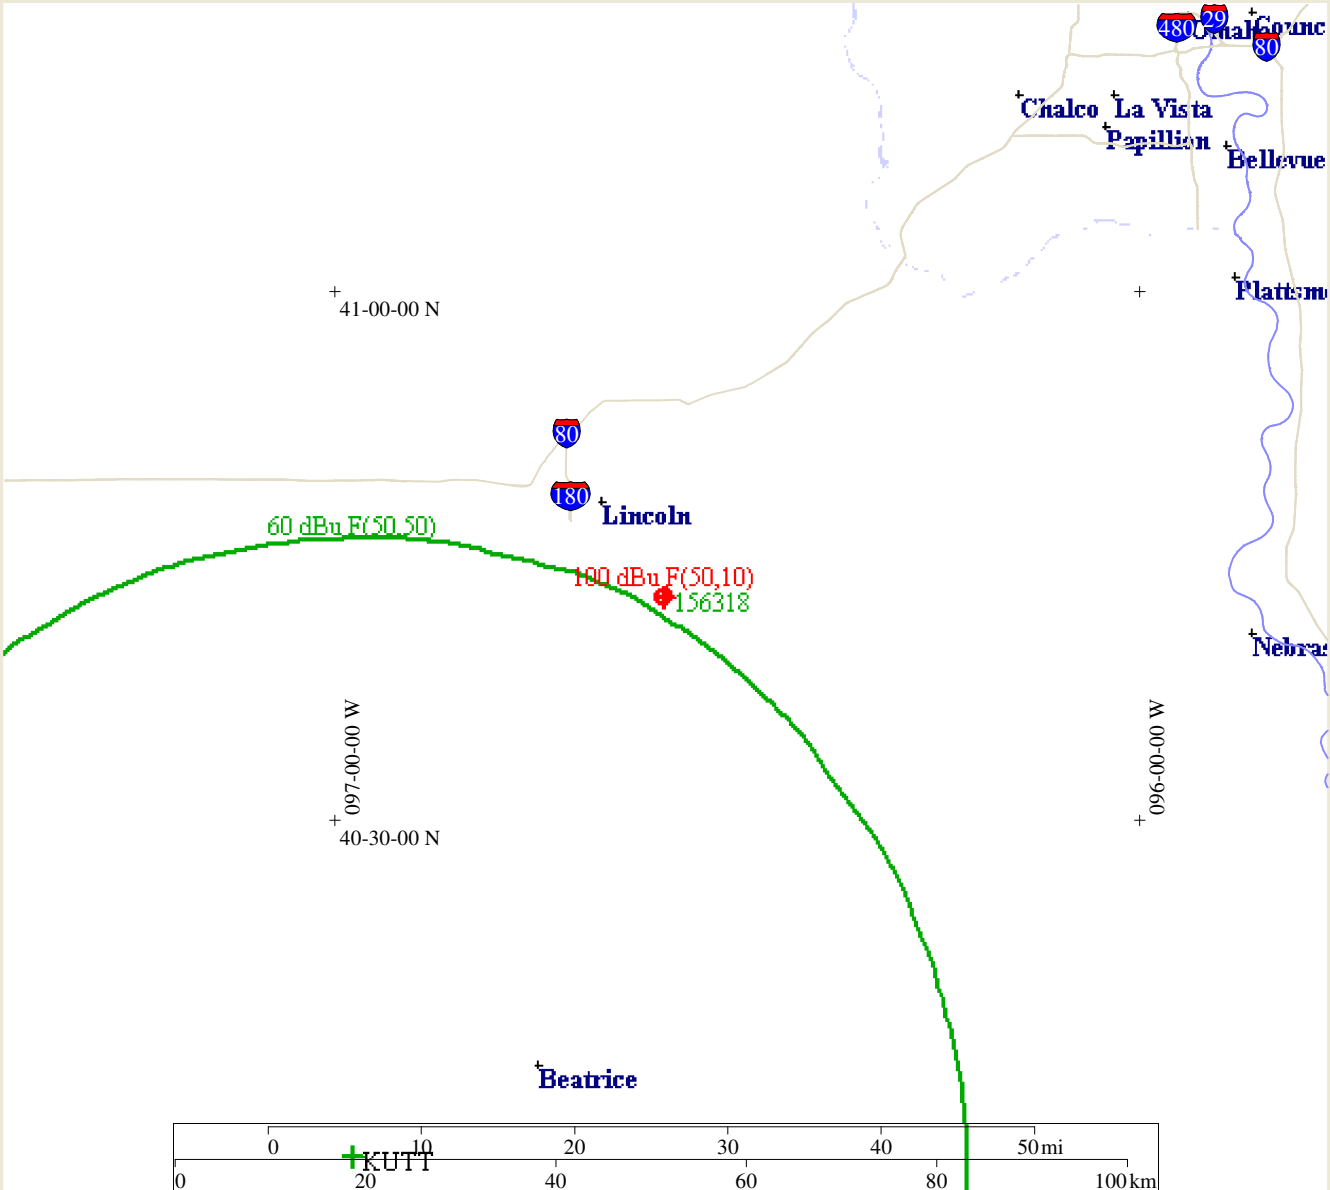 480
29
Omaha
Counc
80
Chalco
La Vista
Papillion
Bellevue
Plattsm
41-00-00 N
80
180
Lincoln
60 dBu F(50,50)
100 dBu F(50,10)
156318
Nebras
097-00-00 W
096-00-00 W
40-30-00 N
Beatrice
0 10 20 30 40 50 mi
KUTT
0 20 40 60 80 100 km